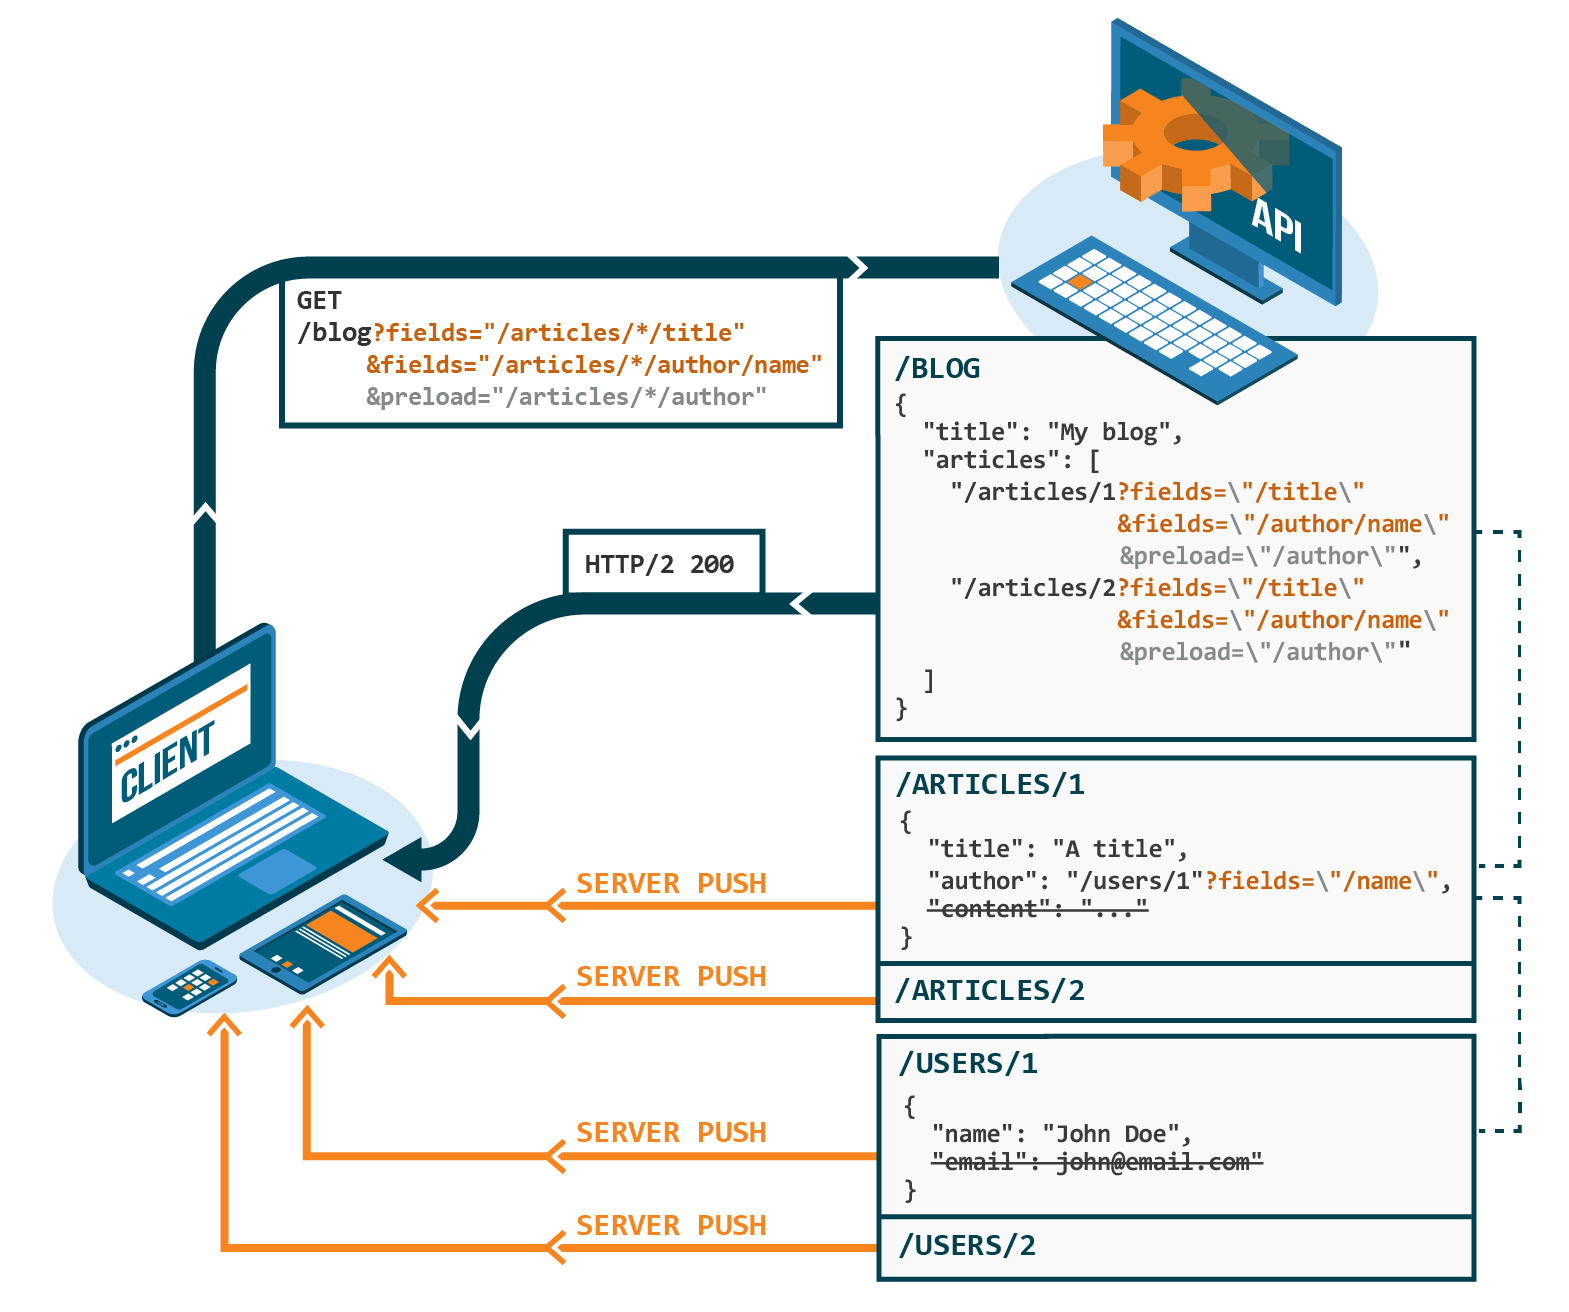 API
GET
/blog?fields="/articles/*/title"
&fields="/articles/*/author/name"
&preload="/articles/*/author"
/BLOG
{
"title": "My blog",
"articles": [
"/articles/1?fields=\"/title\"
&fields=\"/author/name\"
&preload=\"/author\"",
"/articles/2?fields=\"/title\"
&fields=\"/author/name\"
&preload=\"/author\""
]
}
HTTP/2 200
CLIENT
/ARTICLES/1
{
"title": "A title",
"author": "/users/1"?fields=\"/name\",
"content": "..."
}
SERVER PUSH
SERVER PUSH
/ARTICLES/2
/USERS/1
{
"name": "John Doe",
"email": john@email.com"
}
SERVER PUSH
SERVER PUSH
/USERS/2